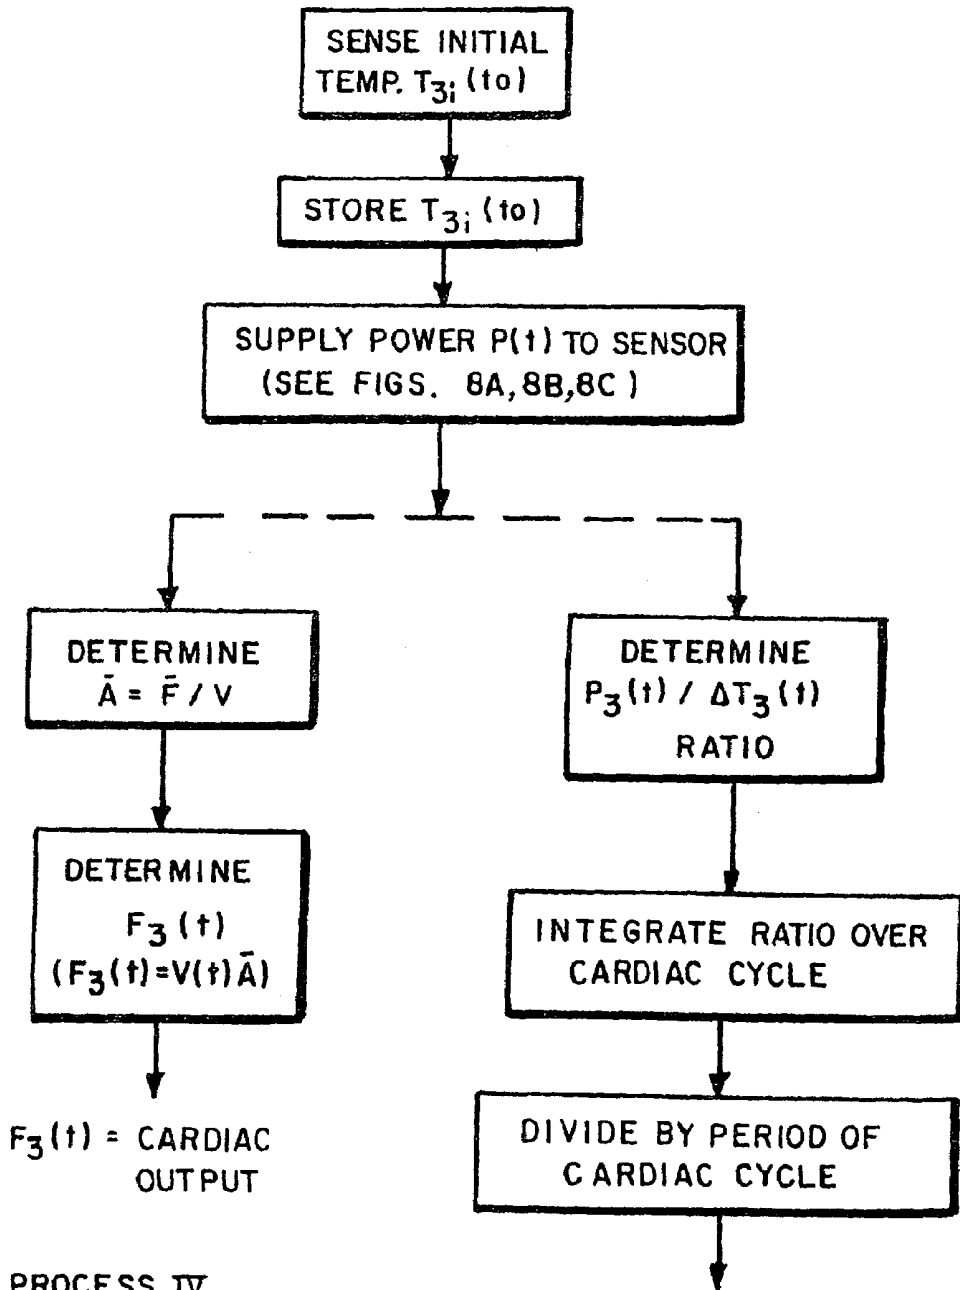 SENSE INITIAL
TEMP. T3i (to)
STORE T3i (to)
SUPPLY POWER P(t) TO SENSOR
(SEE FIGS. 8A, 8B, 8C )
DETERMINE
Ā = F̄ / V
DETERMINE
F3 (t)
(F3(t)=V(t)Ā)
F3(t) = CARDIAC
OUTPUT
DETERMINE
P3(t) / ΔT3(t)
RATIO
INTEGRATE RATIO OVER
CARDIAC CYCLE
DIVIDE BY PERIOD OF
CARDIAC CYCLE
PROCESS IV